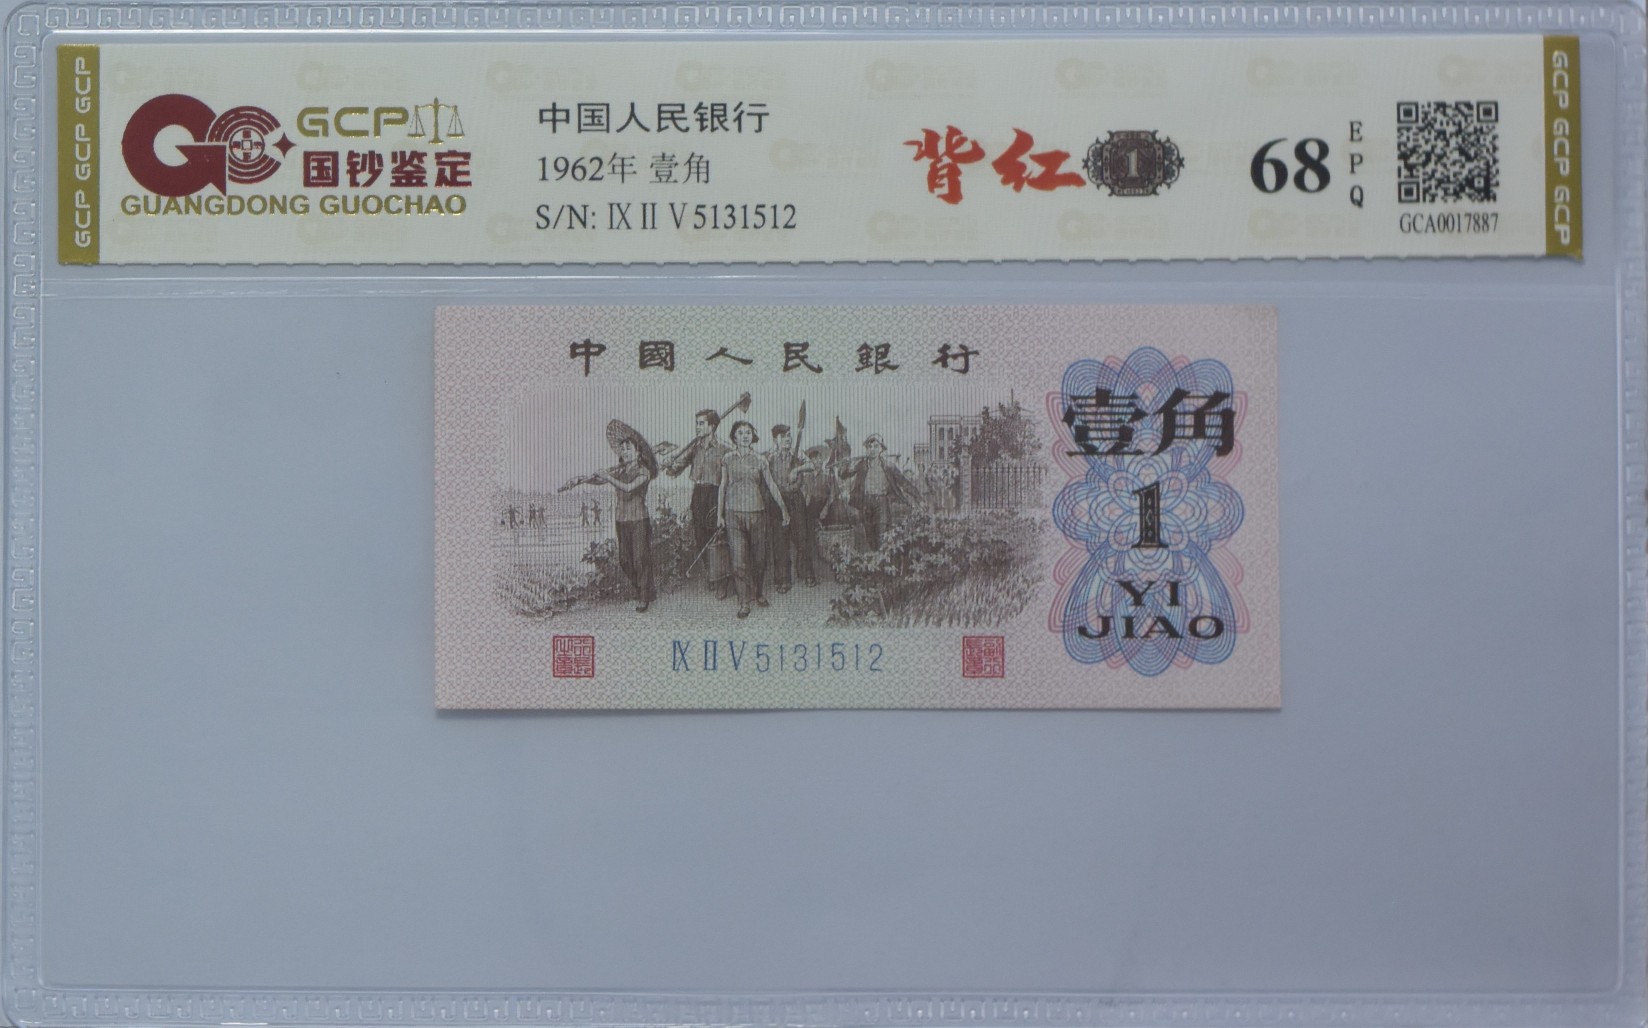 GCP GCP GCP
GCP
国钞鉴定
GUANGDONG GUOCHAO
中国人民银行
1962年 壹角
S/N: ⅨⅡⅤ5131512
背红
1
68
EPQ
GCA0017887
GCP GCP GCP
中國人民銀行
壹角
1
YI
JIAO
ⅨⅡⅤ5131512